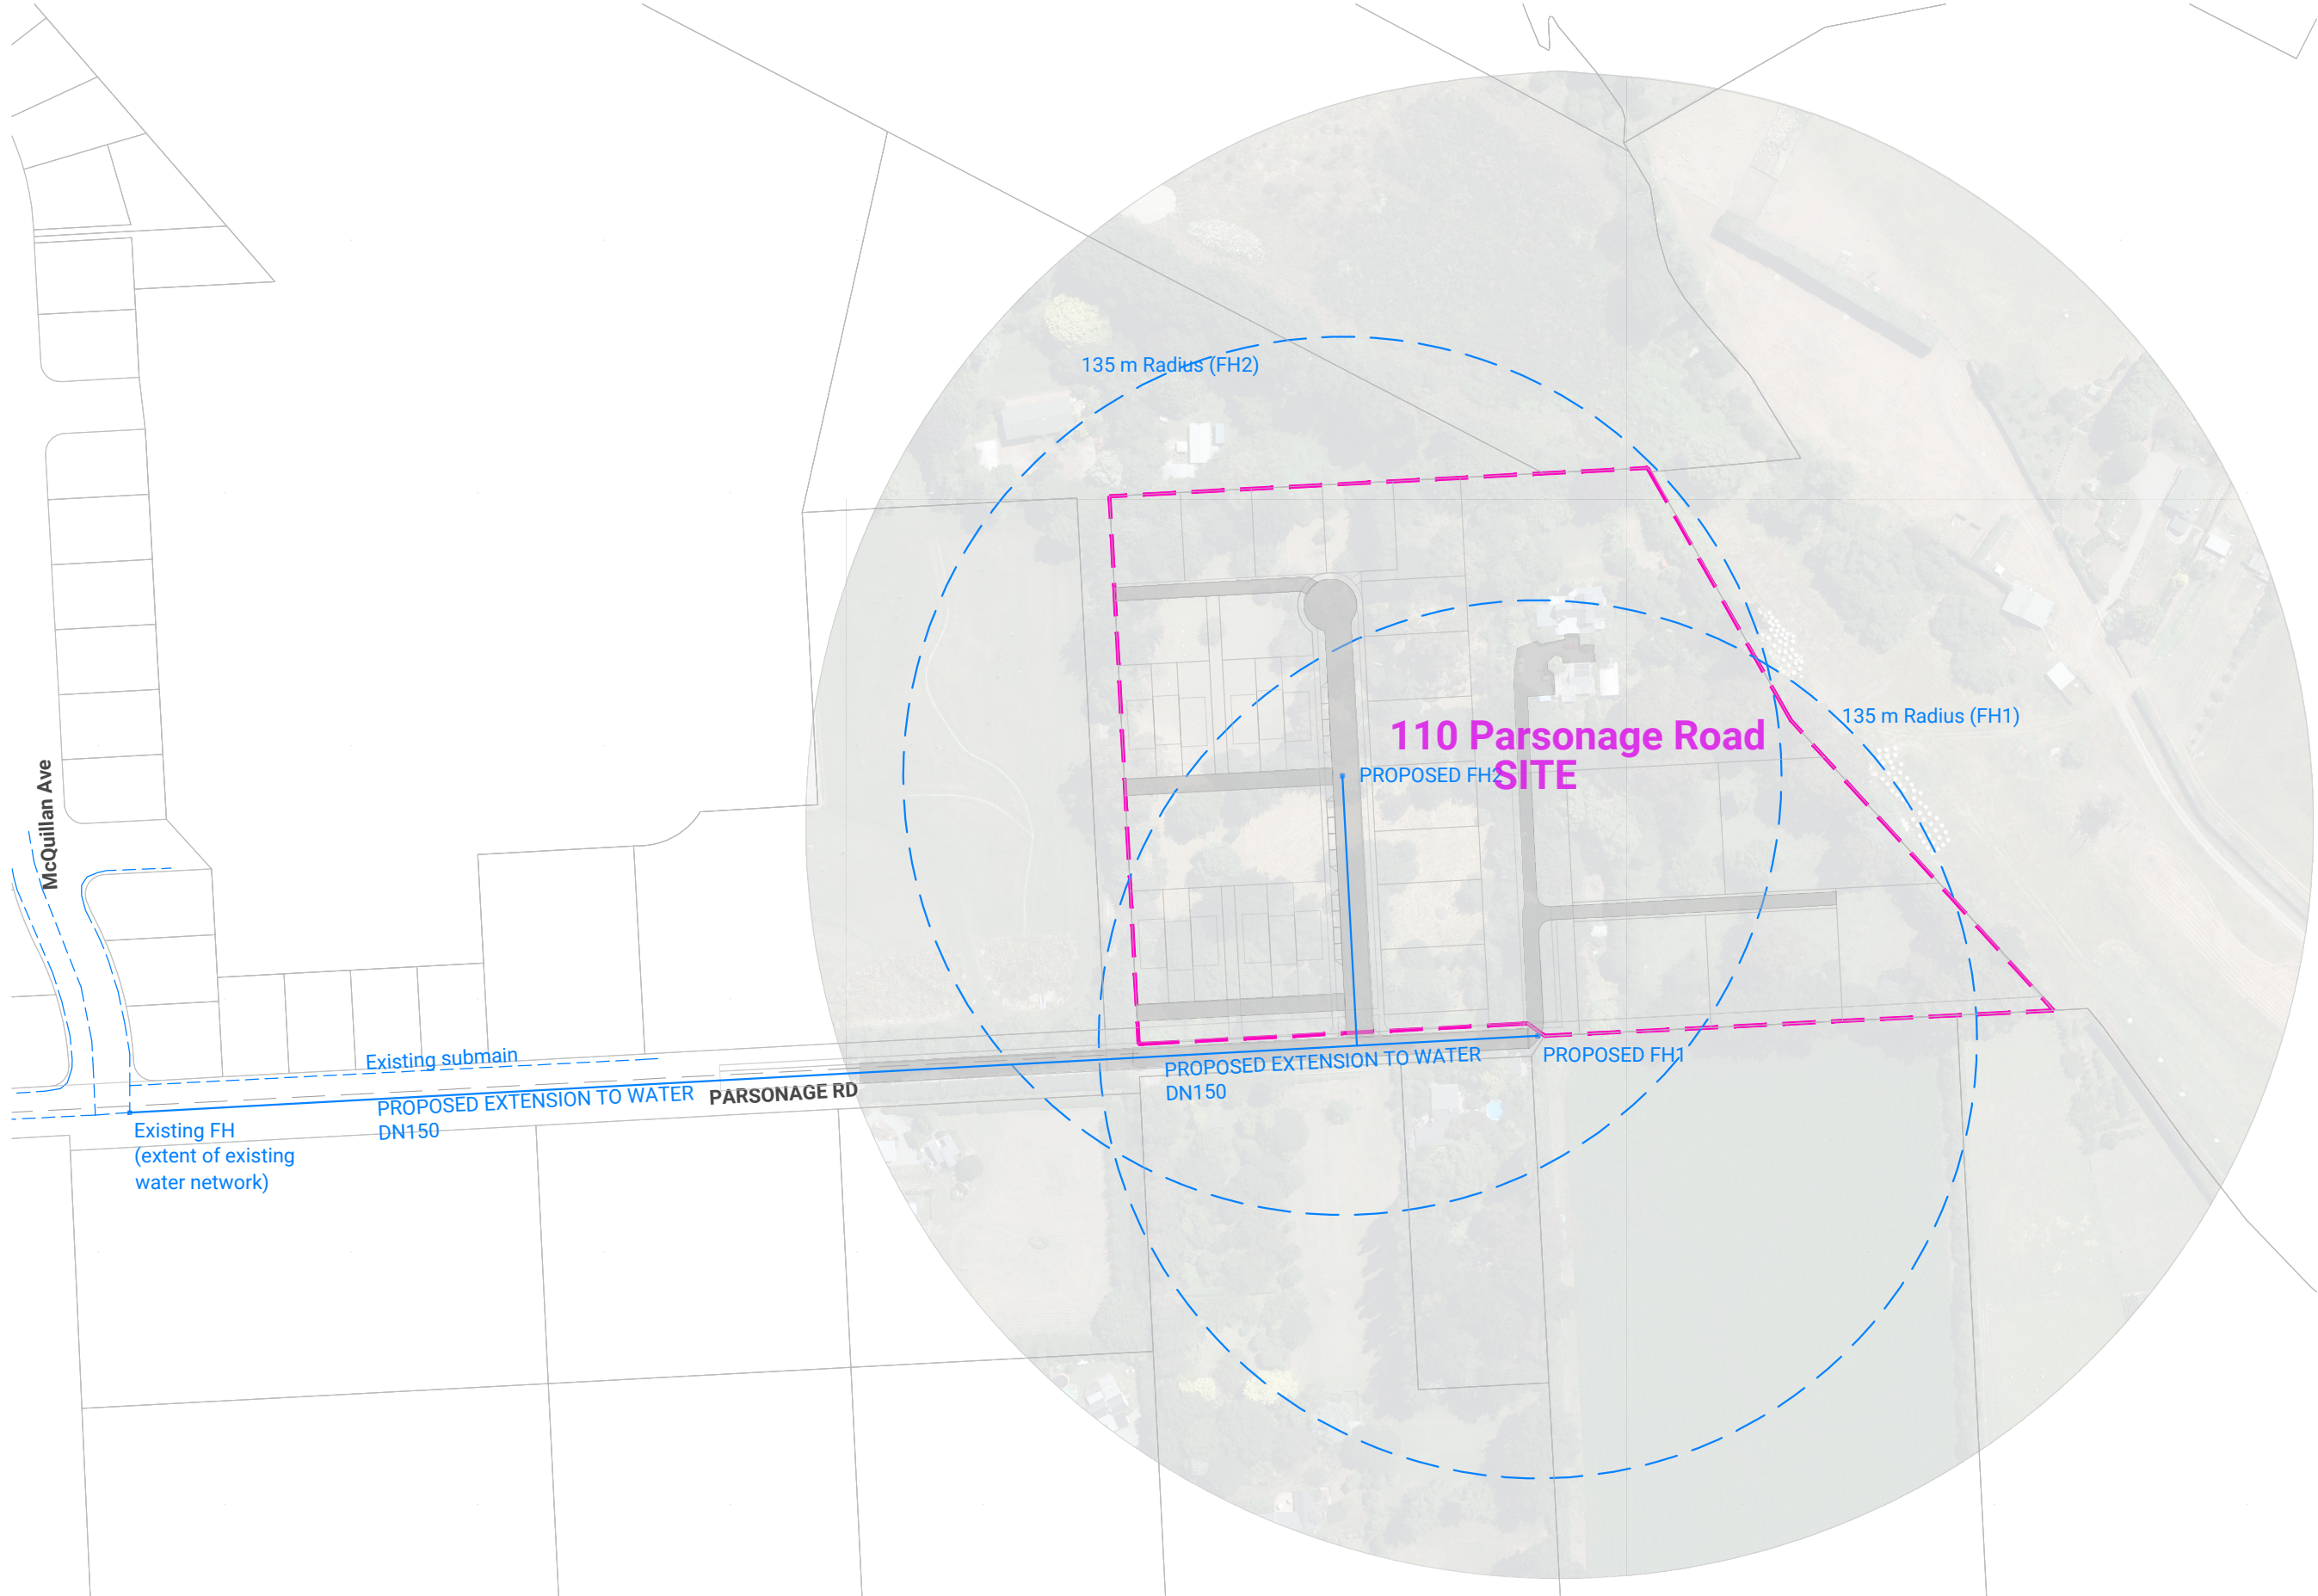 135 m Radius (FH2)
135 m Radius (FH1)
110 Parsonage Road
SITE
PROPOSED FH2
McQuillan Ave
Existing submain
PROPOSED EXTENSION TO WATER
DN150
PARSONAGE RD
PROPOSED EXTENSION TO WATER
DN150
PROPOSED FH1
Existing FH
(extent of existing
water network)